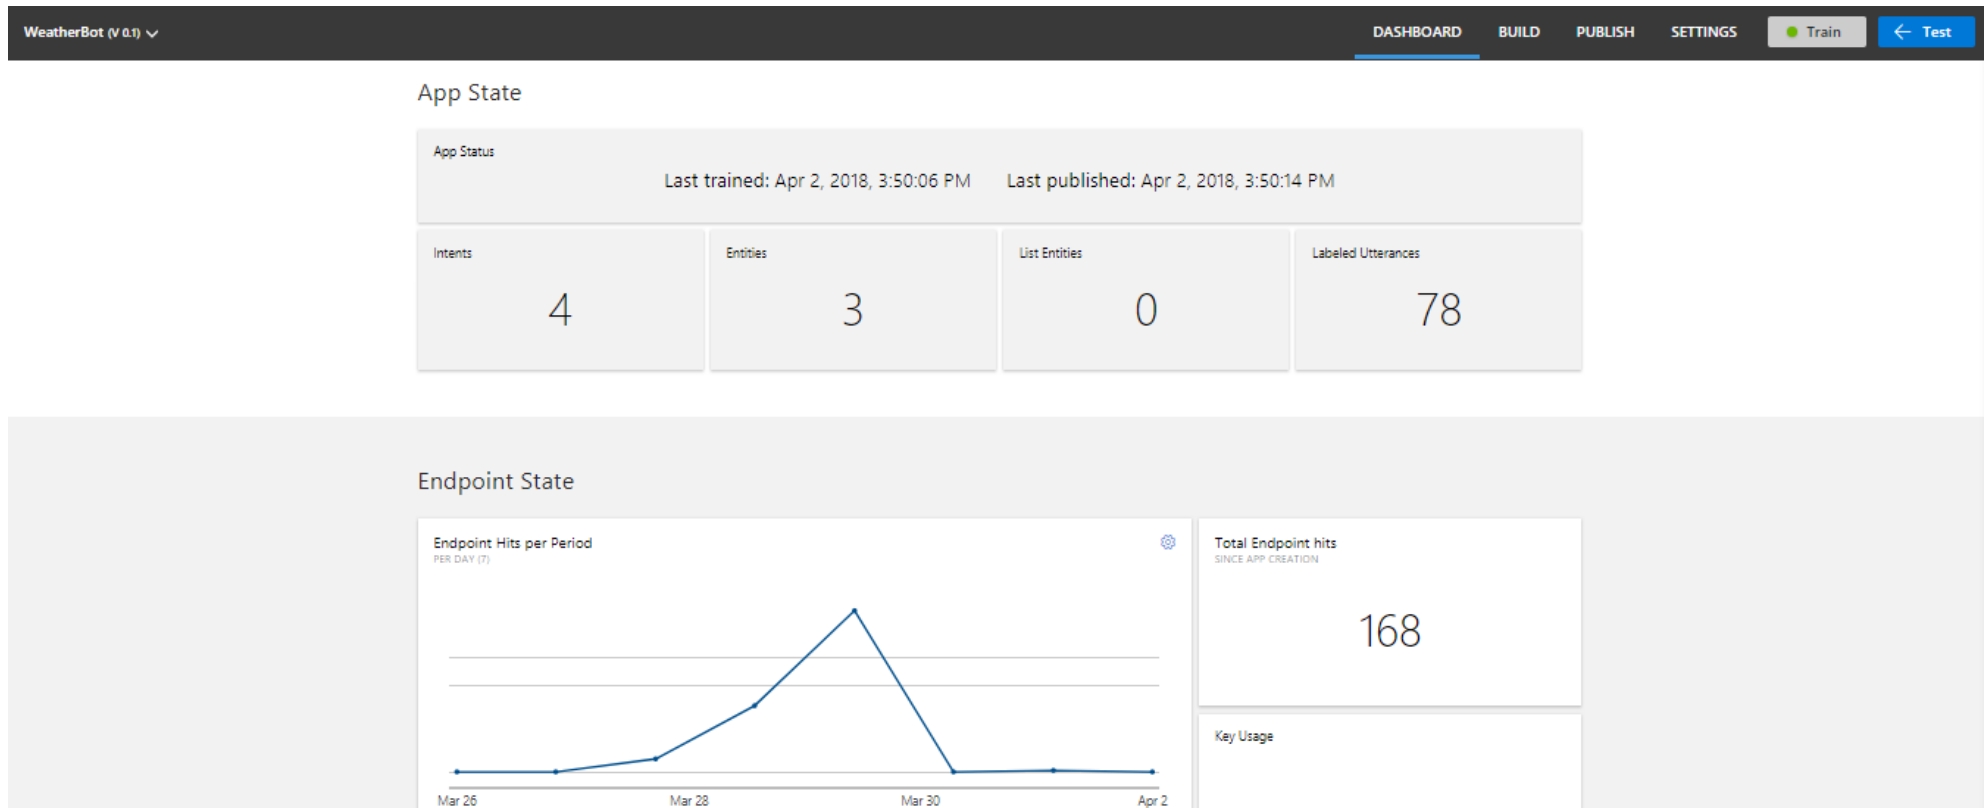 WeatherBot (V 0.1)
DASHBOARD
BUILD
PUBLISH
SETTINGS
Train
Test
App State
App Status
Last trained: Apr 2, 2018, 3:50:06 PM
Last published: Apr 2, 2018, 3:50:14 PM
Intents
4
Entities
3
List Entities
0
Labeled Utterances
78
Endpoint State
Endpoint Hits per Period
PER DAY (7)
Mar 26
Mar 28
Mar 30
Apr 2
Total Endpoint hits
SINCE APP CREATION
168
Key Usage